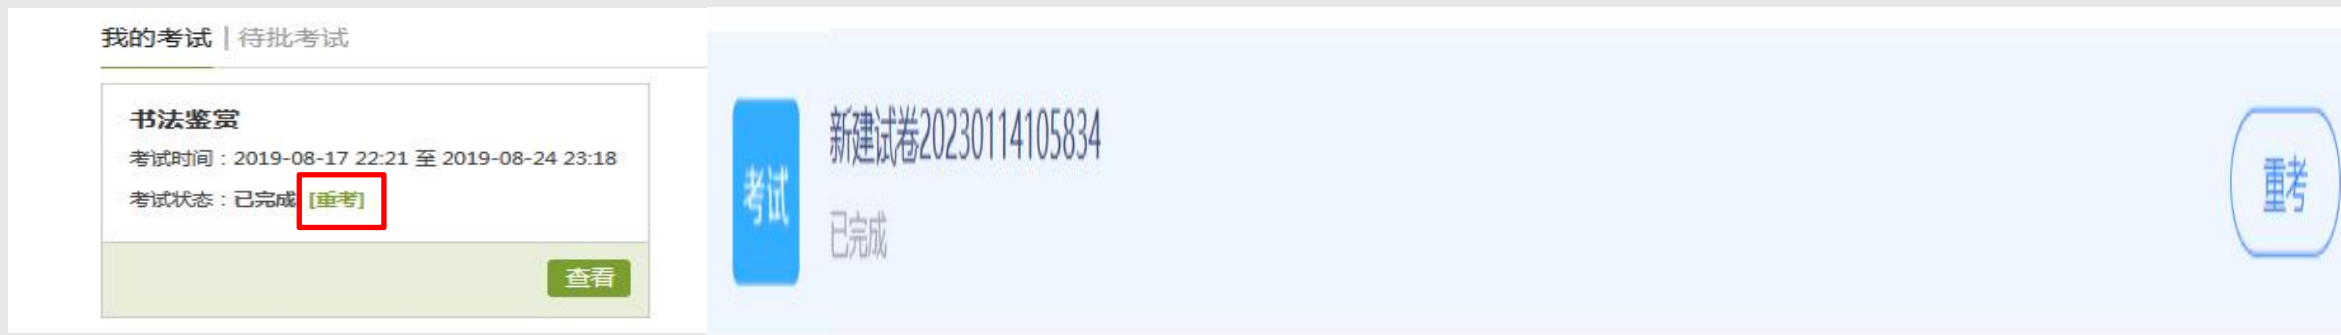 我的考试 | 待批考试
书法鉴赏
考试时间：2019-08-17 22:21 至 2019-08-24 23:18
考试状态：已完成 [重考]
查看
考试
新建试卷20230114105834
已完成
重考